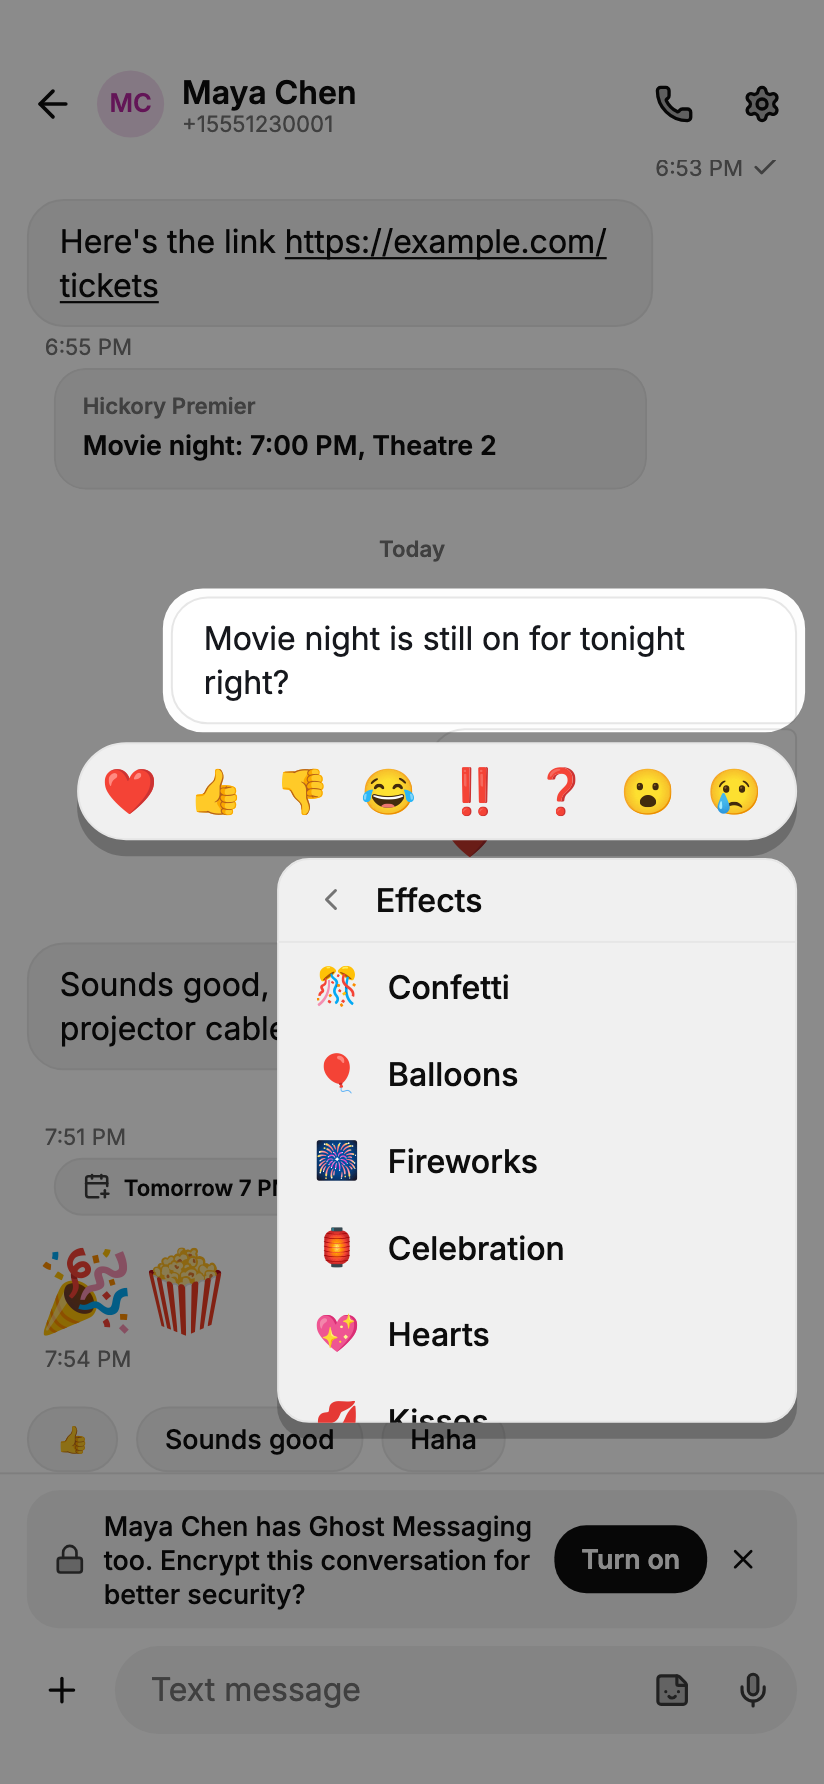 MC
Maya Chen
+15551230001
6:53 PM
Here's the link https://example.com/
tickets
6:55 PM
Hickory Premier
Movie night: 7:00 PM, Theatre 2
Today
Movie night is still on for tonight
right?
Effects
Confetti
Balloons
Fireworks
Celebration
Hearts
Kisses
Sounds good,
projector cable
7:51 PM
Tomorrow 7 PM
7:54 PM
Sounds good
Haha
Maya Chen has Ghost Messaging
too. Encrypt this conversation for
better security?
Turn on
Text message